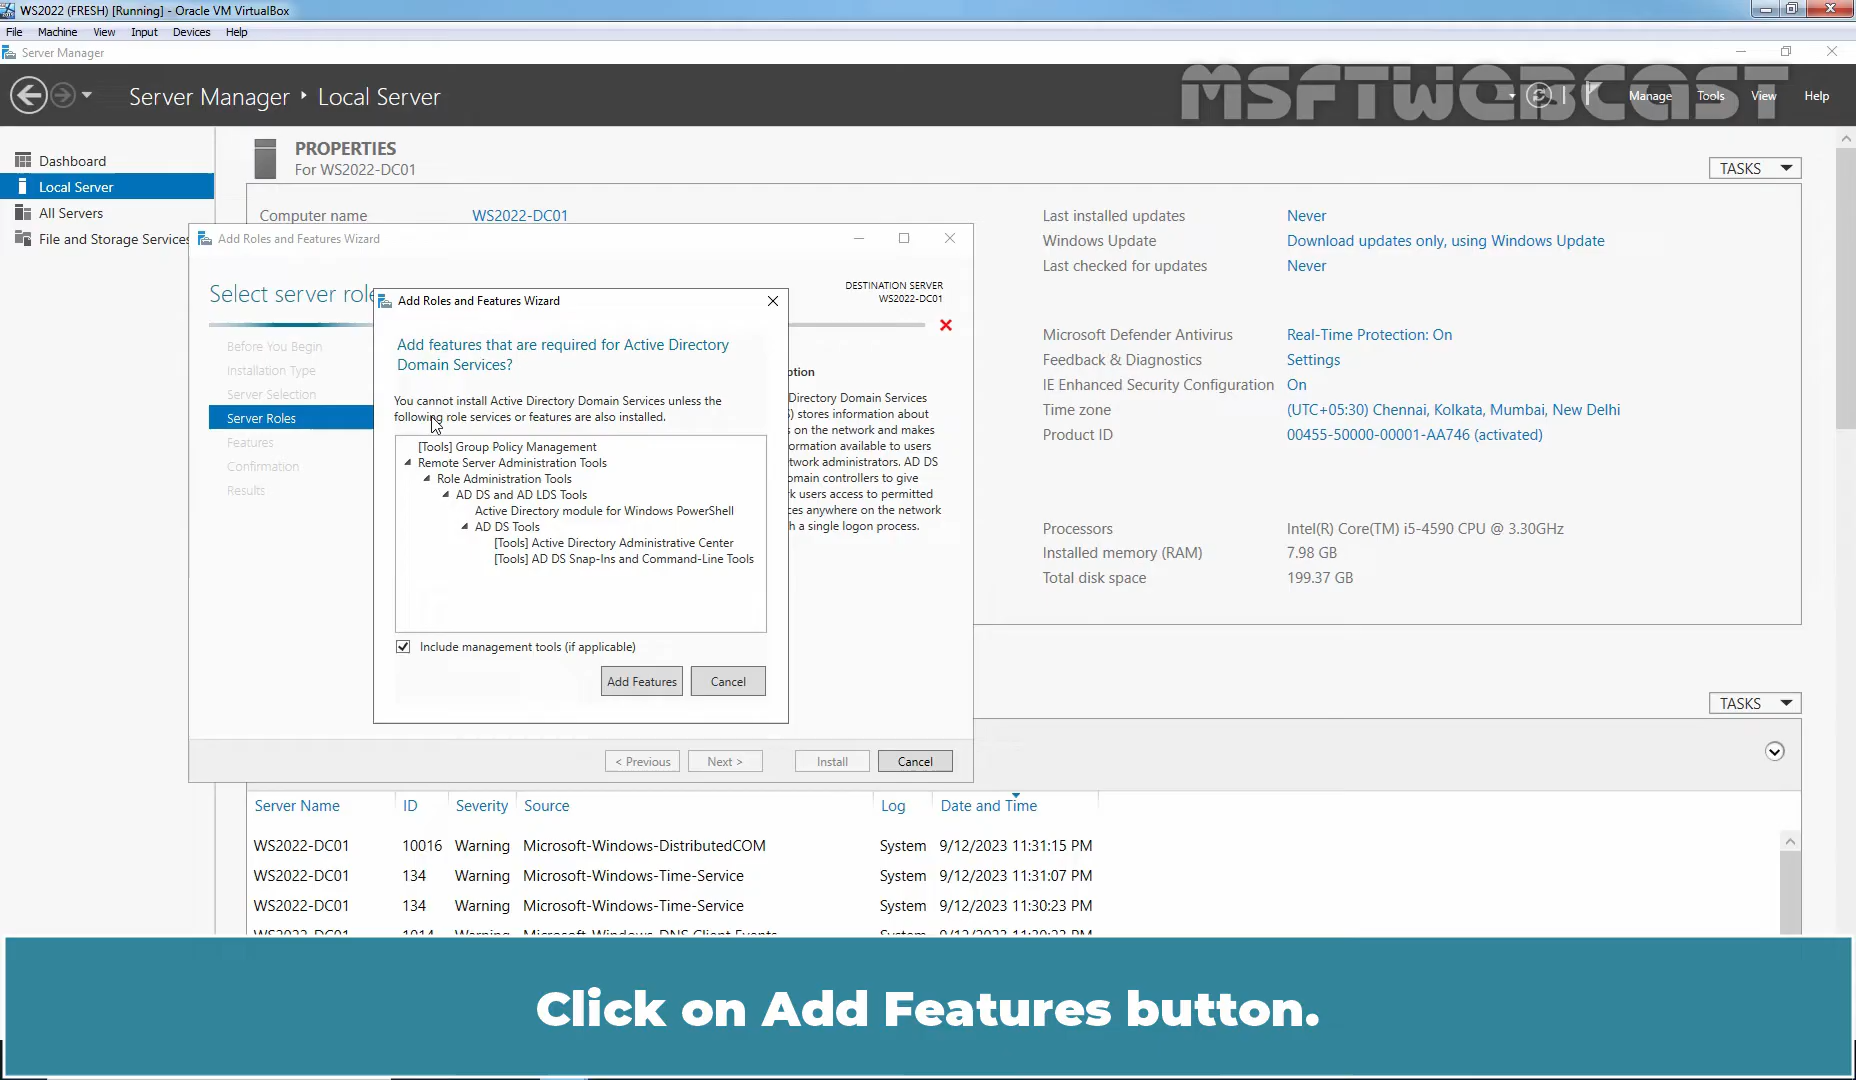 WS2022 (FRESH) [Running] - Oracle VM VirtualBox
File Machine View Input Devices Help
Server Manager
Server Manager Local Server
MSFTWEBCAST
Manage Tools View Help
Dashboard
Local Server
All Servers
File and Storage Services
PROPERTIES
For WS2022-DC01
TASKS
Computer name WS2022-DC01
Last installed updates Never
Windows Update Download updates only, using Windows Update
Last checked for updates Never
Microsoft Defender Antivirus Real-Time Protection: On
Feedback & Diagnostics Settings
IE Enhanced Security Configuration On
Time zone (UTC+05:30) Chennai, Kolkata, Mumbai, New Delhi
Product ID 00455-50000-00001-AA746 (activated)
Processors Intel(R) Core(TM) i5-4590 CPU @ 3.30GHz
Installed memory (RAM) 7.98 GB
Total disk space 199.37 GB
Add Roles and Features Wizard
Select server role
DESTINATION SERVER
WS2022-DC01
Before You Begin
Installation Type
Server Selection
Server Roles
Features
Confirmation
Results
ption
Directory Domain Services
) stores information about
s on the network and makes
ormation available to users
twork administrators. AD DS
omain controllers to give
k users access to permitted
ces anywhere on the network
h a single logon process.
Add Roles and Features Wizard
Add features that are required for Active Directory
Domain Services?
You cannot install Active Directory Domain Services unless the
following role services or features are also installed.
[Tools] Group Policy Management
Remote Server Administration Tools
Role Administration Tools
AD DS and AD LDS Tools
Active Directory module for Windows PowerShell
AD DS Tools
[Tools] Active Directory Administrative Center
[Tools] AD DS Snap-Ins and Command-Line Tools
Include management tools (if applicable)
Add Features Cancel
< Previous Next > Install Cancel
TASKS
Server Name ID Severity Source Log Date and Time
WS2022-DC01 10016 Warning Microsoft-Windows-DistributedCOM System 9/12/2023 11:31:15 PM
WS2022-DC01 134 Warning Microsoft-Windows-Time-Service System 9/12/2023 11:31:07 PM
WS2022-DC01 134 Warning Microsoft-Windows-Time-Service System 9/12/2023 11:30:23 PM
WS2022-DC01 1014 Warning Microsoft-Windows-DNS Client Events System
Click on Add Features button.